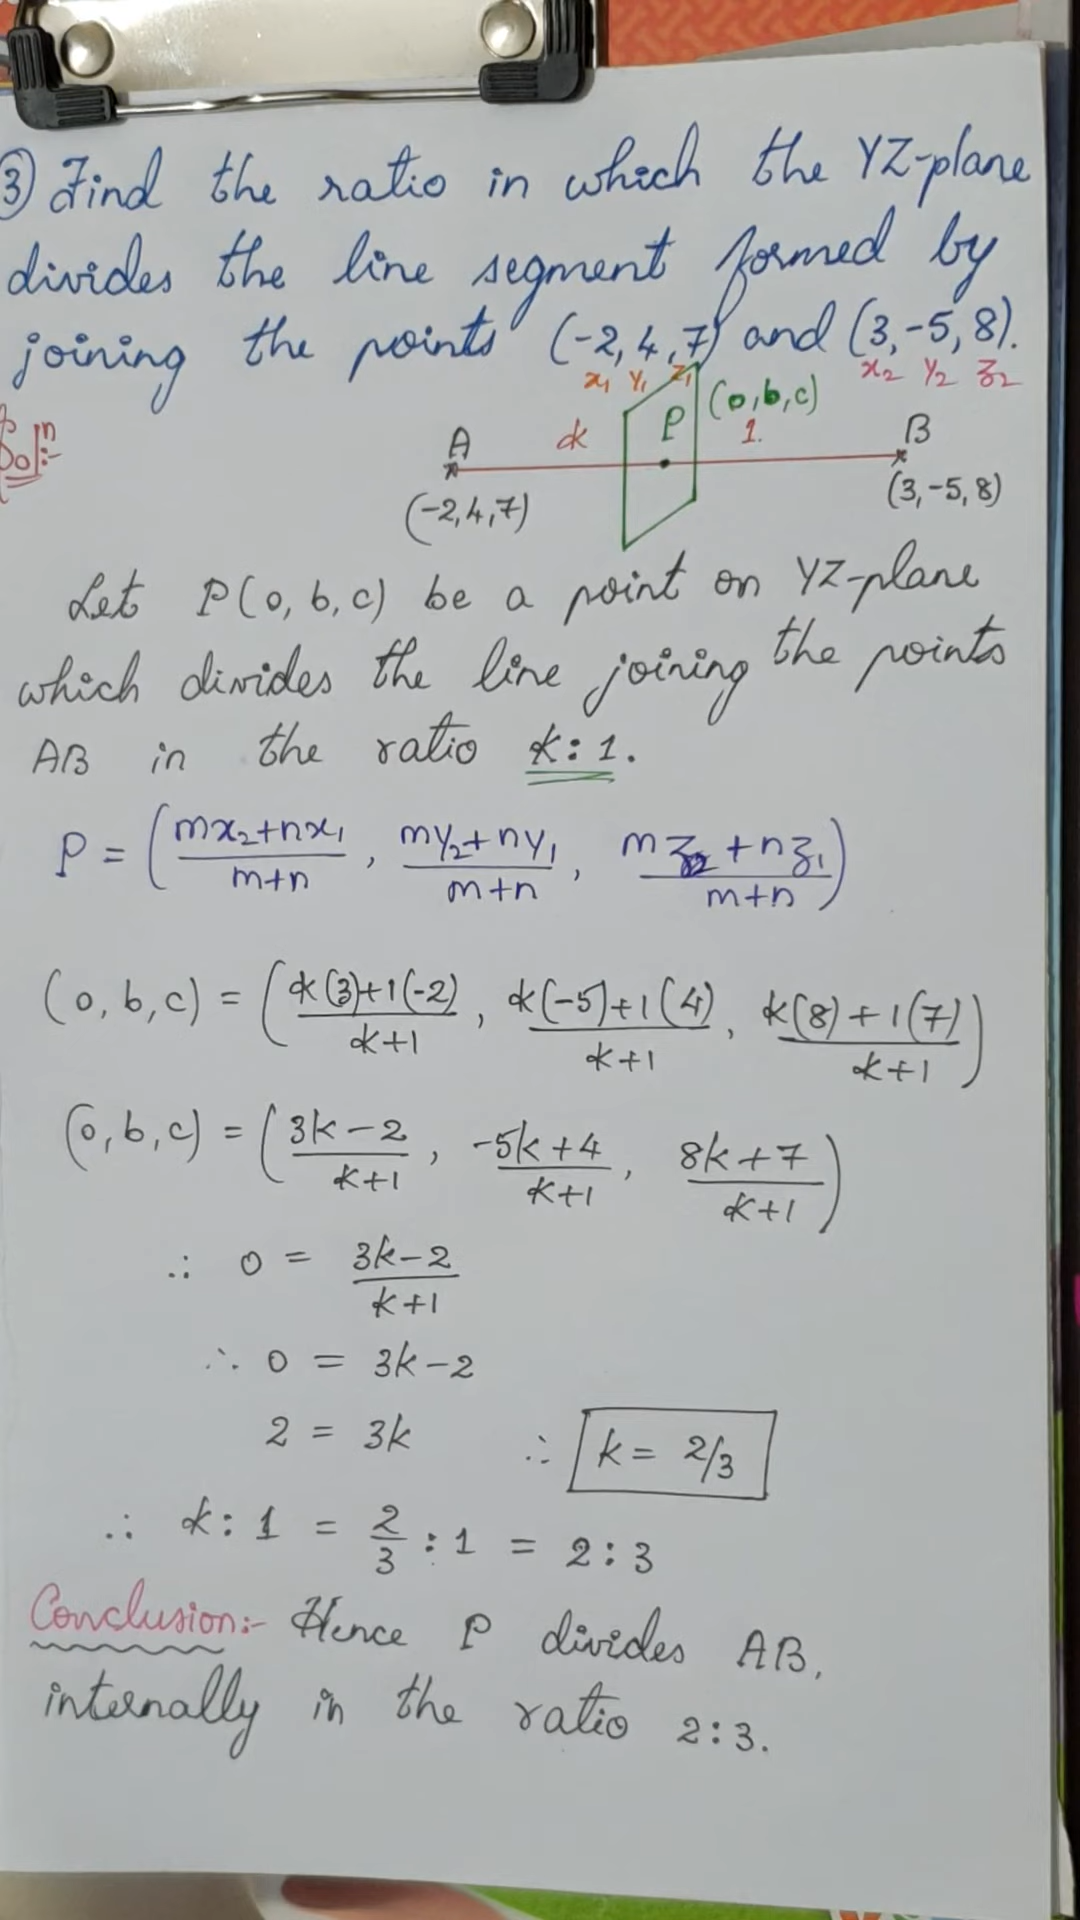 3) Find the ratio in which the YZ-plane
divides the line segment formed by
joining the points (-2,4,7) and (3,-5,8).
x₁ y₁ z₁ x₂ y₂ z₂
Solⁿ:-
A k P (0,b,c) 1. B
(-2,4,7) (3,-5,8)
Let P(0,b,c) be a point on YZ-plane
which divides the line joining the points
AB in the ratio k:1.
P = ( (mx₂+nx₁)/(m+n) , (my₂+ny₁)/(m+n) , (mz₂+nz₁)/(m+n) )
(0,b,c) = ( (k(3)+1(-2))/(k+1) , (k(-5)+1(4))/(k+1) , (k(8)+1(7))/(k+1) )
(0,b,c) = ( (3k-2)/(k+1) , (-5k+4)/(k+1) , (8k+7)/(k+1) )
∴ 0 = (3k-2)/(k+1)
∴ 0 = 3k-2
2 = 3k ∴ k = 2/3
∴ k:1 = 2/3 : 1 = 2:3
Conclusion:- Hence P divides AB,
internally in the ratio 2:3.